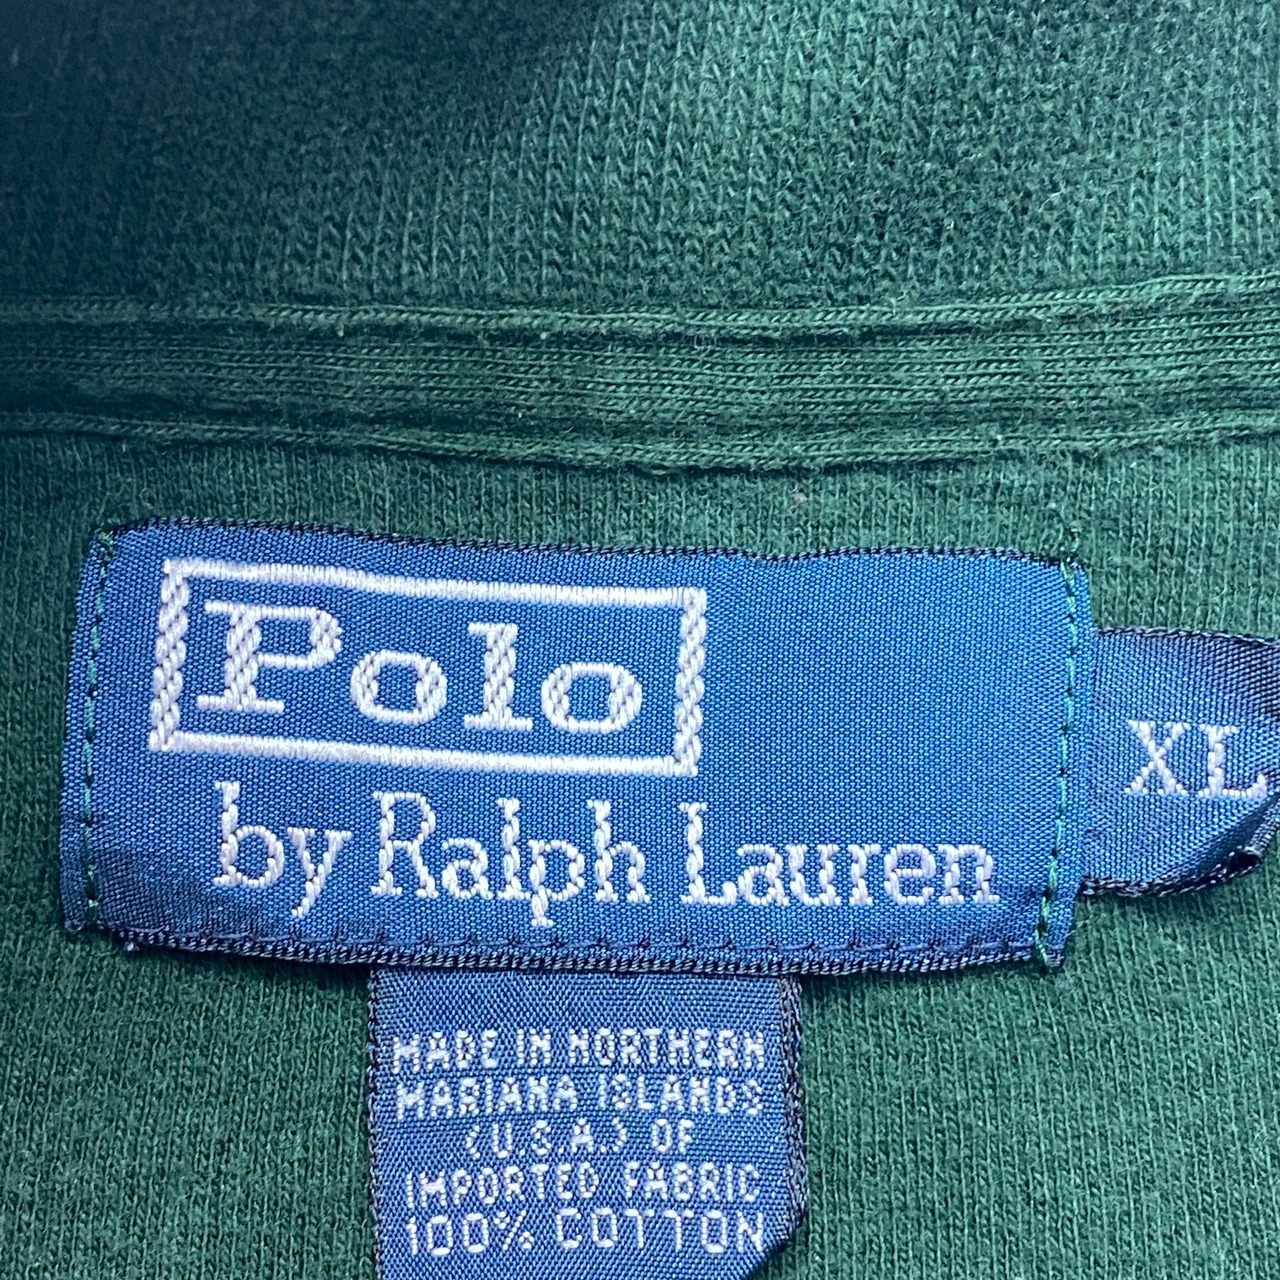 Polo
by Ralph Lauren
XL
MADE IN NORTHERN
MARIANA ISLANDS
(U.S.A.) OF
IMPORTED FABRIC
100% COTTON